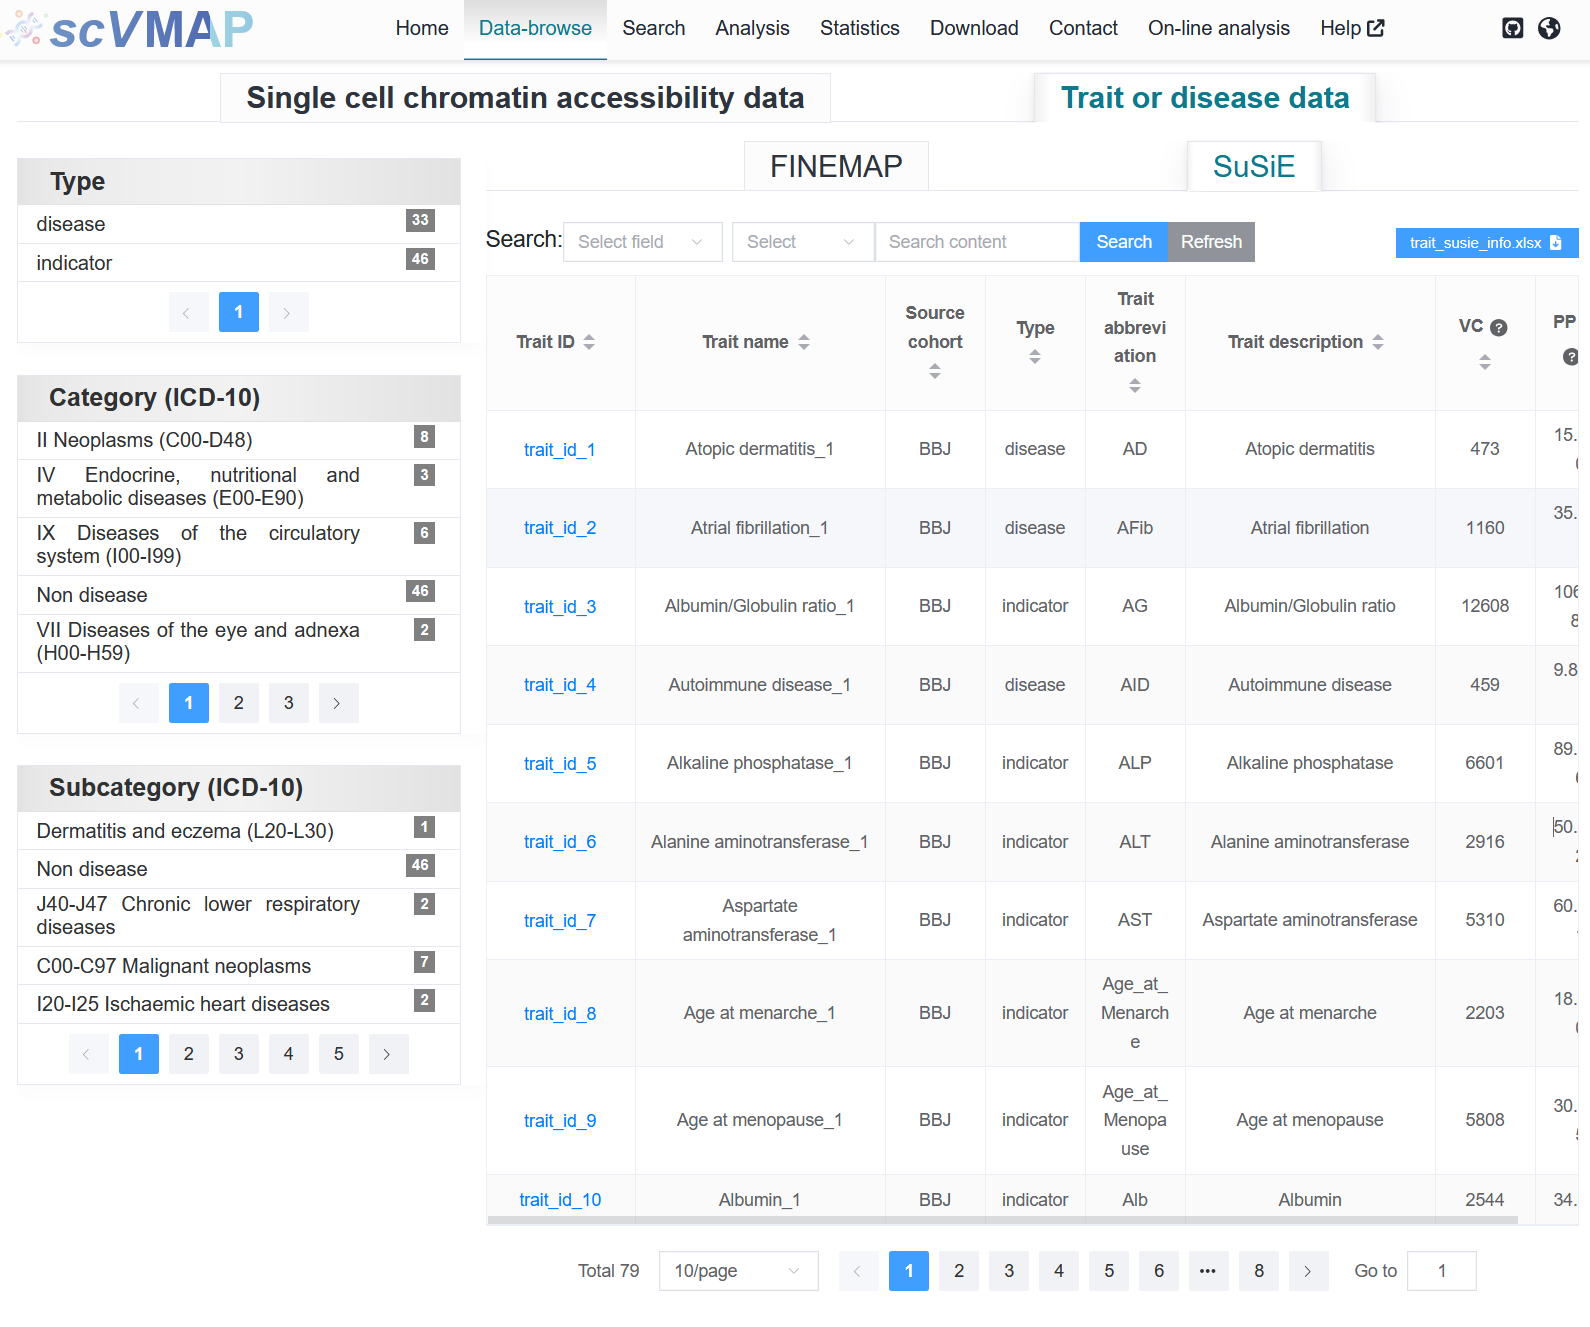 scVMAP
Home Data-browse Search Analysis Statistics Download Contact On-line analysis Help
Single cell chromatin accessibility data
Trait or disease data
FINEMAP
SuSiE
Type
disease 33
indicator 46
1
Category (ICD-10)
II Neoplasms (C00-D48) 8
IV Endocrine, nutritional and 3
metabolic diseases (E00-E90)
IX Diseases of the circulatory 6
system (I00-I99)
Non disease 46
VII Diseases of the eye and adnexa 2
(H00-H59)
1 2 3
Subcategory (ICD-10)
Dermatitis and eczema (L20-L30) 1
Non disease 46
J40-J47 Chronic lower respiratory 2
diseases
C00-C97 Malignant neoplasms 7
I20-I25 Ischaemic heart diseases 2
1 2 3 4 5
Search: Select field Select Search content Search Refresh trait_susie_info.xlsx
Trait ID Trait name Source cohort Type Trait abbreviation Trait description VC PP
trait_id_1 Atopic dermatitis_1 BBJ disease AD Atopic dermatitis 473 15.
trait_id_2 Atrial fibrillation_1 BBJ disease AFib Atrial fibrillation 1160 35.
trait_id_3 Albumin/Globulin ratio_1 BBJ indicator AG Albumin/Globulin ratio 12608 106
trait_id_4 Autoimmune disease_1 BBJ disease AID Autoimmune disease 459 9.8
trait_id_5 Alkaline phosphatase_1 BBJ indicator ALP Alkaline phosphatase 6601 89.
trait_id_6 Alanine aminotransferase_1 BBJ indicator ALT Alanine aminotransferase 2916 50.
trait_id_7 Aspartate aminotransferase_1 BBJ indicator AST Aspartate aminotransferase 5310 60.
trait_id_8 Age at menarche_1 BBJ indicator Age_at_Menarche Age at menarche 2203 18.
trait_id_9 Age at menopause_1 BBJ indicator Age_at_Menopause Age at menopause 5808 30.
trait_id_10 Albumin_1 BBJ indicator Alb Albumin 2544 34.
Total 79 10/page 1 2 3 4 5 6 ••• 8 Go to 1